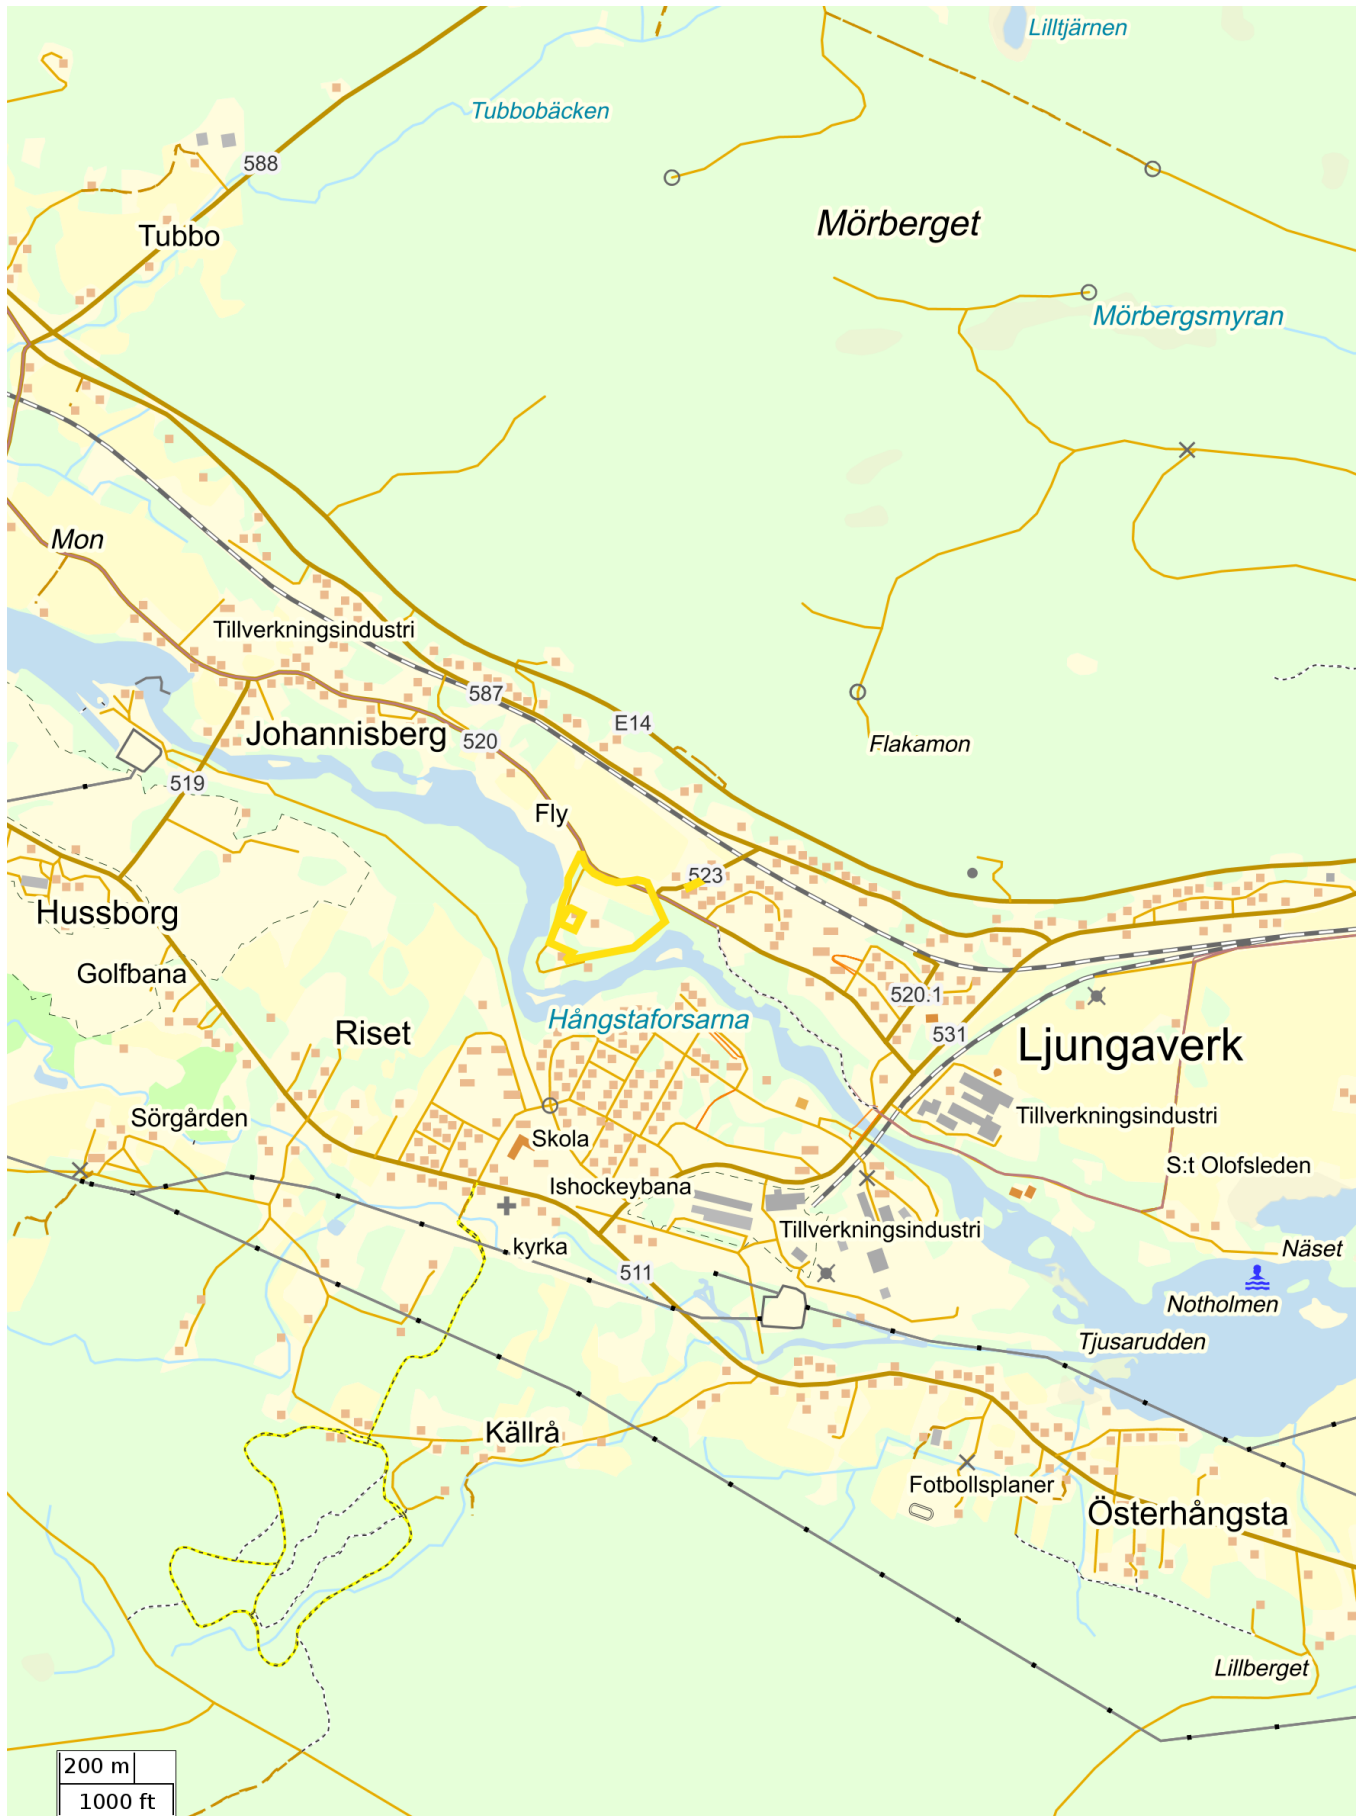 Lilltjärnen
Tubbobäcken
588
Mörberget
Tubbo
Mörbergsmyran
Mon
Tillverkningsindustri
587
E14
Johannisberg
520
Flakamon
519
Fly
523
Hussborg
Golfbana
520.1
Hångstaforsarna
Riset
531
Ljungaverk
Sörgården
Tillverkningsindustri
Skola
S:t Olofsleden
Ishockeybana
Tillverkningsindustri
kyrka
Näset
511
Notholmen
Tjusarudden
Källrå
Fotbollsplaner
Österhångsta
Lillberget
200 m
1000 ft